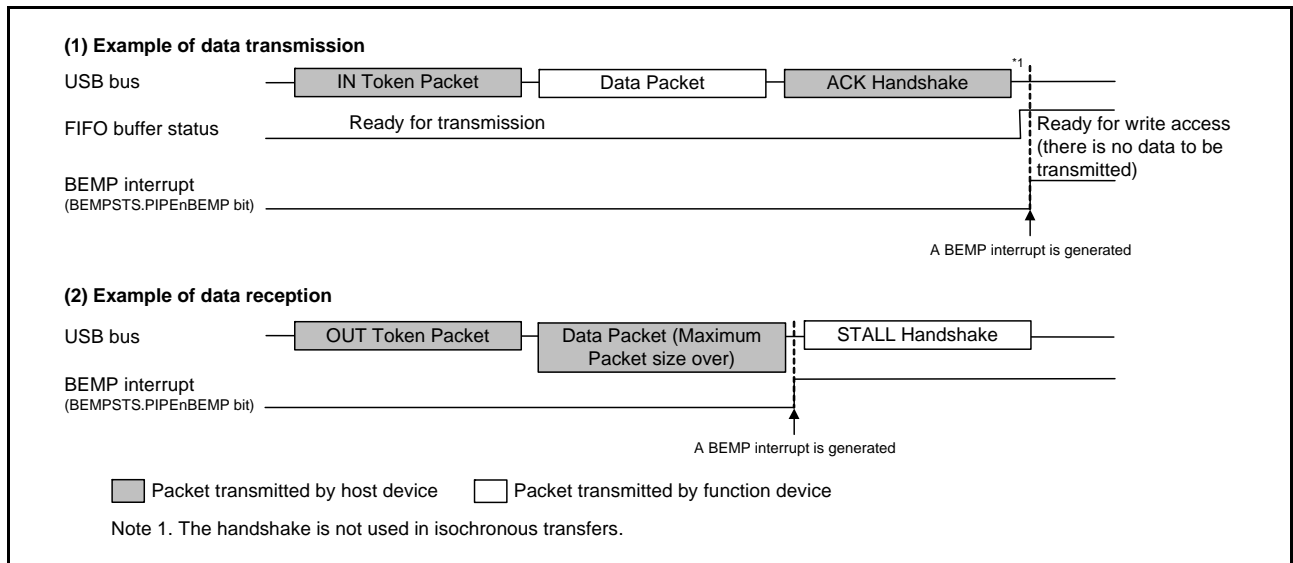 (1) Example of data transmission
USB bus
IN Token Packet
Data Packet
ACK Handshake
*1
FIFO buffer status
Ready for transmission
Ready for write access
(there is no data to be
transmitted)
BEMP interrupt
(BEMPSTS.PIPEnBEMP bit)
A BEMP interrupt is generated
(2) Example of data reception
USB bus
OUT Token Packet
Data Packet (Maximum
Packet size over)
STALL Handshake
BEMP interrupt
(BEMPSTS.PIPEnBEMP bit)
A BEMP interrupt is generated
Packet transmitted by host device
Packet transmitted by function device
Note 1. The handshake is not used in isochronous transfers.